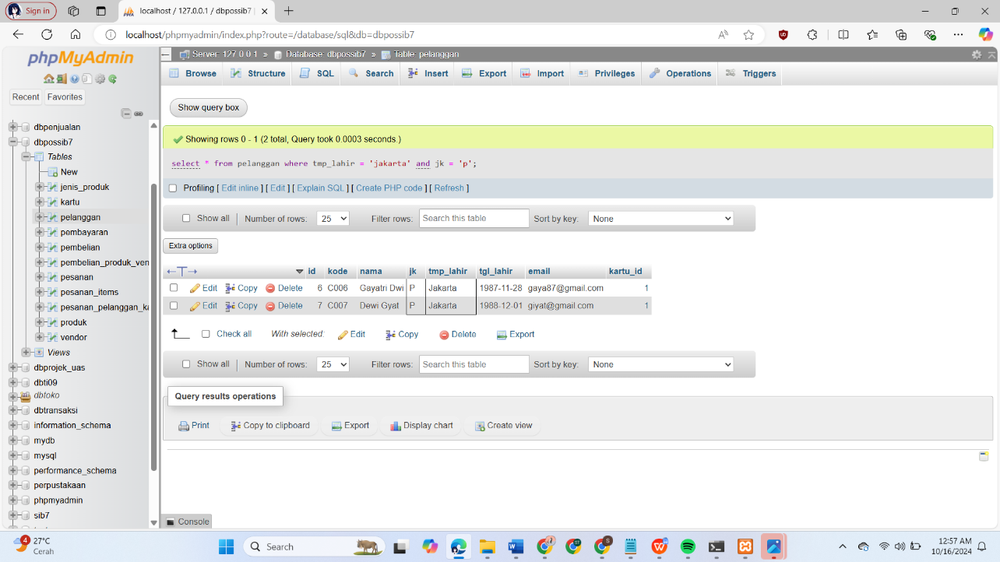 Sign in
localhost / 127.0.0.1 / dbpossib7 |
localhost/phpmyadmin/index.php?route=/database/sql&db=dbpossib7
phpMyAdmin
Recent Favorites
dbpenjualan
dbpossib7
Tables
New
jenis_produk
kartu
pelanggan
pembayaran
pembelian
pembelian_produk_ven
pesanan
pesanan_items
pesanan_pelanggan_ka
produk
vendor
Views
dbprojek_uas
dbti09
dbtoko
dbtransaksi
information_schema
mydb
mysql
performance_schema
perpustakaan
phpmyadmin
sib7
Server: 127.0.0.1 » Database: dbpossib7 » Table: pelanggan
Browse Structure SQL Search Insert Export Import Privileges Operations Triggers
Show query box
Showing rows 0 - 1 (2 total, Query took 0.0003 seconds.)
select * from pelanggan where tmp_lahir = 'jakarta' and jk = 'p';
Profiling [ Edit inline ] [ Edit ] [ Explain SQL ] [ Create PHP code ] [ Refresh ]
Show all | Number of rows: 25 Filter rows: Search this table Sort by key: None
Extra options
←T→ id kode nama jk tmp_lahir tgl_lahir email kartu_id
Edit Copy Delete 6 C006 Gayatri Dwi P Jakarta 1987-11-28 gaya87@gmail.com 1
Edit Copy Delete 7 C007 Dewi Gyat P Jakarta 1988-12-01 giyat@gmail.com 1
Check all With selected: Edit Copy Delete Export
Show all | Number of rows: 25 Filter rows: Search this table Sort by key: None
Query results operations
Print Copy to clipboard Export Display chart Create view
Console
4 27°C
Cerah
Search
12:57 AM
10/16/2024